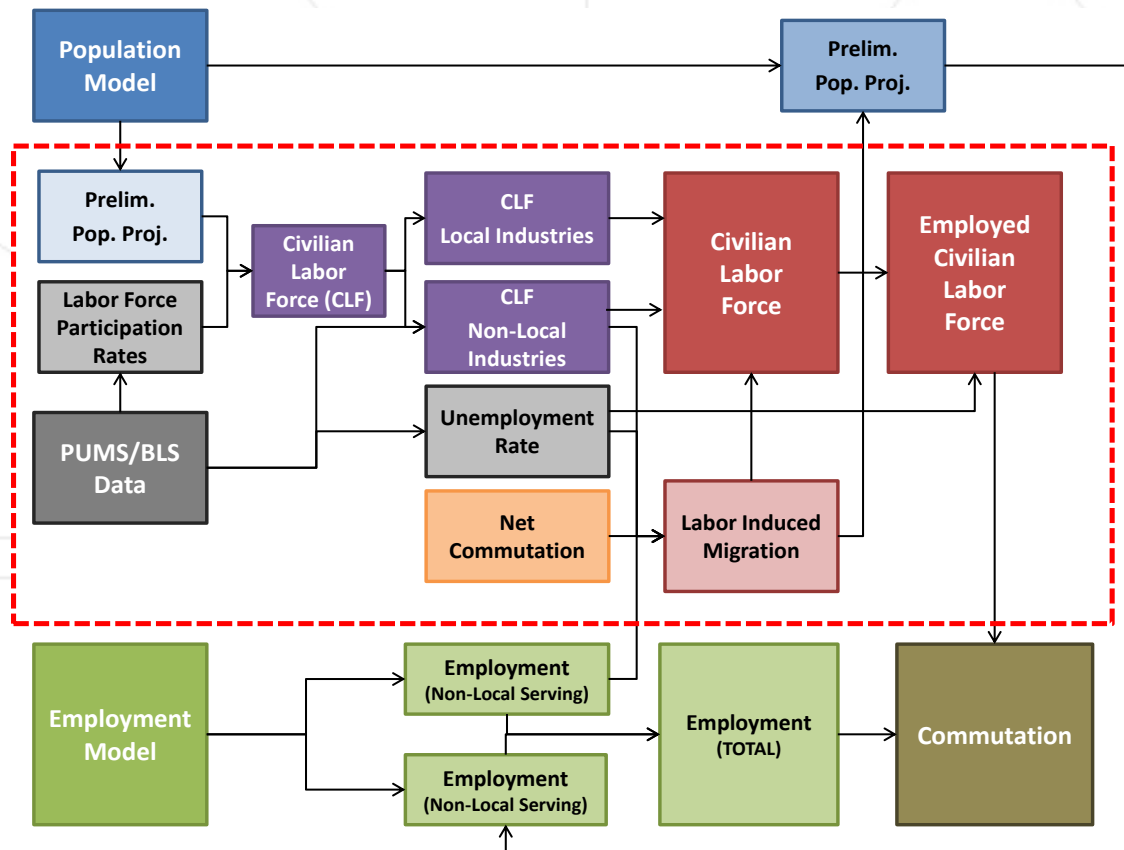 Population
Model
Prelim.
Pop. Proj.
Prelim.
Pop. Proj.
Labor Force
Participation
Rates
PUMS/BLS
Data
Civilian
Labor
Force (CLF)
CLF
Local Industries
CLF
Non-Local
Industries
Unemployment
Rate
Net
Commutation
Civilian
Labor
Force
Labor Induced
Migration
Employed
Civilian
Labor
Force
Employment
Model
Employment
(Non-Local Serving)
Employment
(Non-Local Serving)
Employment
(TOTAL)
Commutation